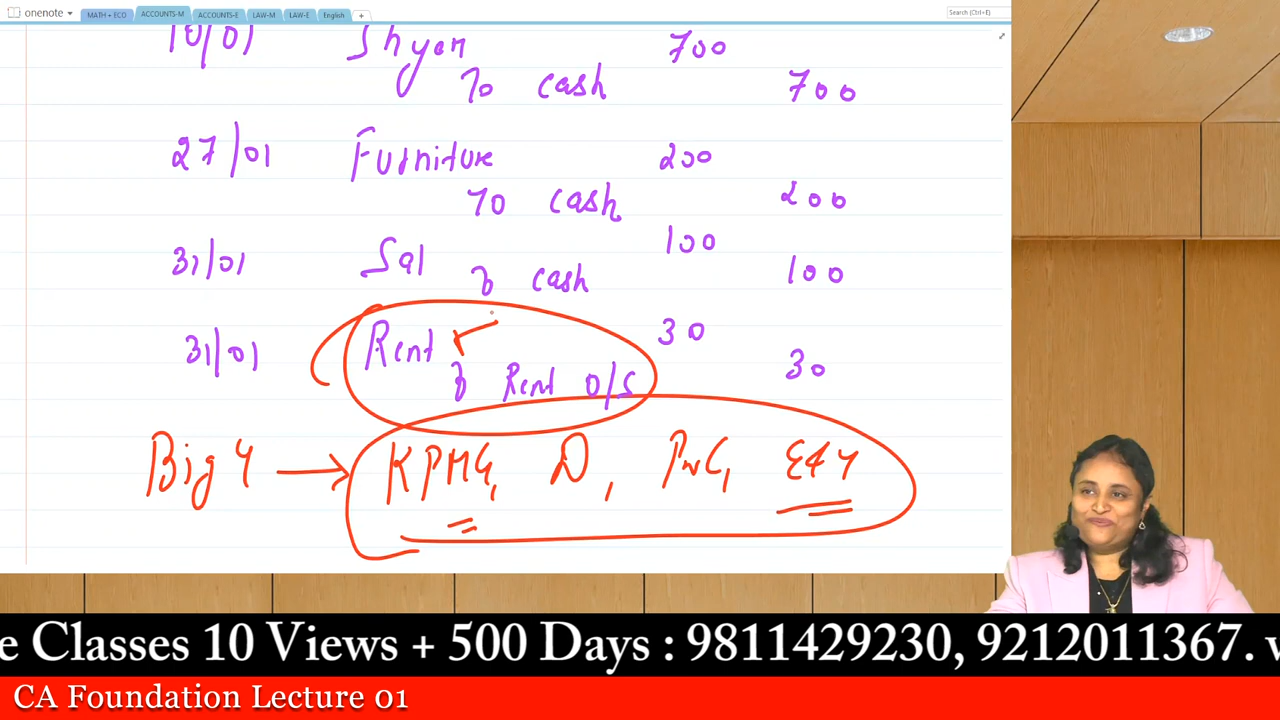 onenote MATH + ECO ACCOUNTS-M ACCOUNTS-E LAW-M LAW-E English + Search (Ctrl+E)
10/01 Shyam 700
To cash 700
27/01 Furniture 200
To cash 200
31/01 Sal 100
To cash 100
31/01 Rent 30
To Rent O/S 30
Big 4 → KPMG, D, PwC, E&Y
e Classes 10 Views + 500 Days : 9811429230, 9212011367. w
CA Foundation Lecture 01